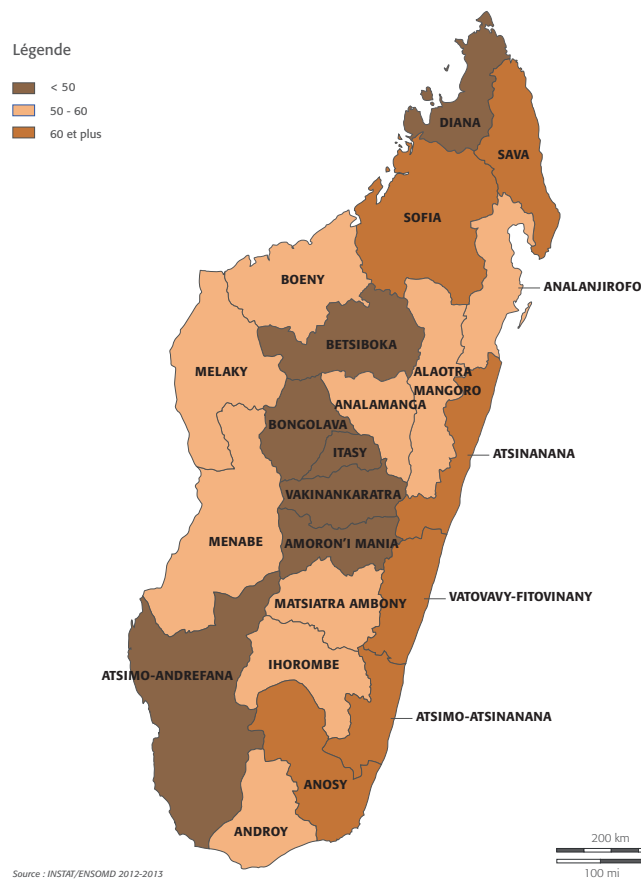 Légende
< 50
50 - 60
60 et plus
DIANA
SAVA
SOFIA
BOENY
ANALANJIROFO
BETSIBOKA
MELAKY
ALAOTRA
MANGORO
ANALAMANGA
BONGOLAVA
ITASY
ATSINANANA
VAKINANKARATRA
MENABE
AMORON'I MANIA
MATSIATRA AMBONY
VATOVAVY-FITOVINANY
IHOROMBE
ATSIMO-ANDREFANA
ATSIMO-ATSINANANA
ANOSY
ANDROY
200 km
100 mi
Source : INSTAT/ENSOMD 2012-2013